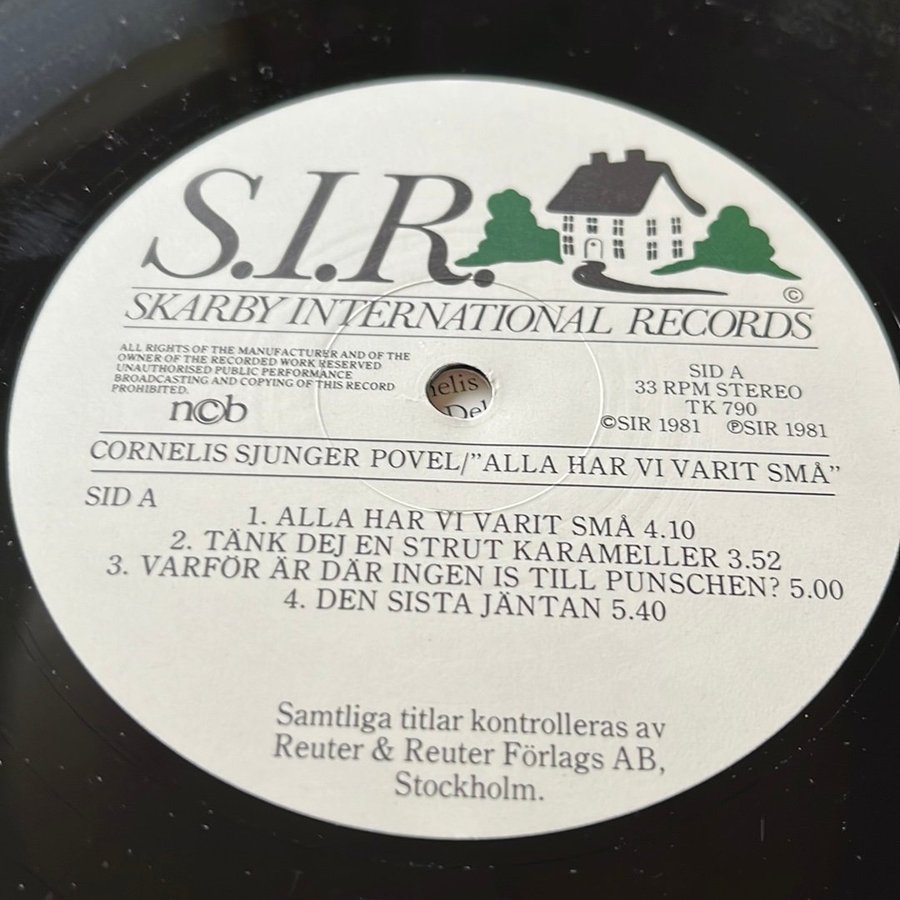 S.I.R.
©
SKARBY INTERNATIONAL RECORDS
ALL RIGHTS OF THE MANUFACTURER AND OF THE
OWNER OF THE RECORDED WORK RESERVED
UNAUTHORISED PUBLIC PERFORMANCE
BROADCASTING AND COPYING OF THIS RECORD
PROHIBITED.
ncb
SID A
33 RPM STEREO
TK 790
©SIR 1981 ℗SIR 1981
CORNELIS SJUNGER POVEL/"ALLA HAR VI VARIT SMÅ"
SID A
1. ALLA HAR VI VARIT SMÅ 4.10
2. TÄNK DEJ EN STRUT KARAMELLER 3.52
3. VARFÖR ÄR DÄR INGEN IS TILL PUNSCHEN? 5.00
4. DEN SISTA JÄNTAN 5.40
Samtliga titlar kontrolleras av
Reuter & Reuter Förlags AB,
Stockholm.